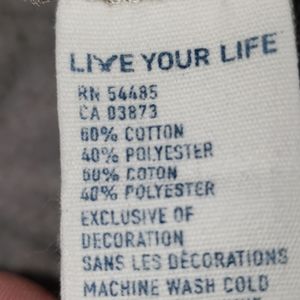 LIVE YOUR LIFE
RN 54485
CA 03873
60% COTTON
40% POLYESTER
60% COTON
40% POLYESTER
EXCLUSIVE OF
DECORATION
SANS LES DÉCORATIONS
MACHINE WASH COLD